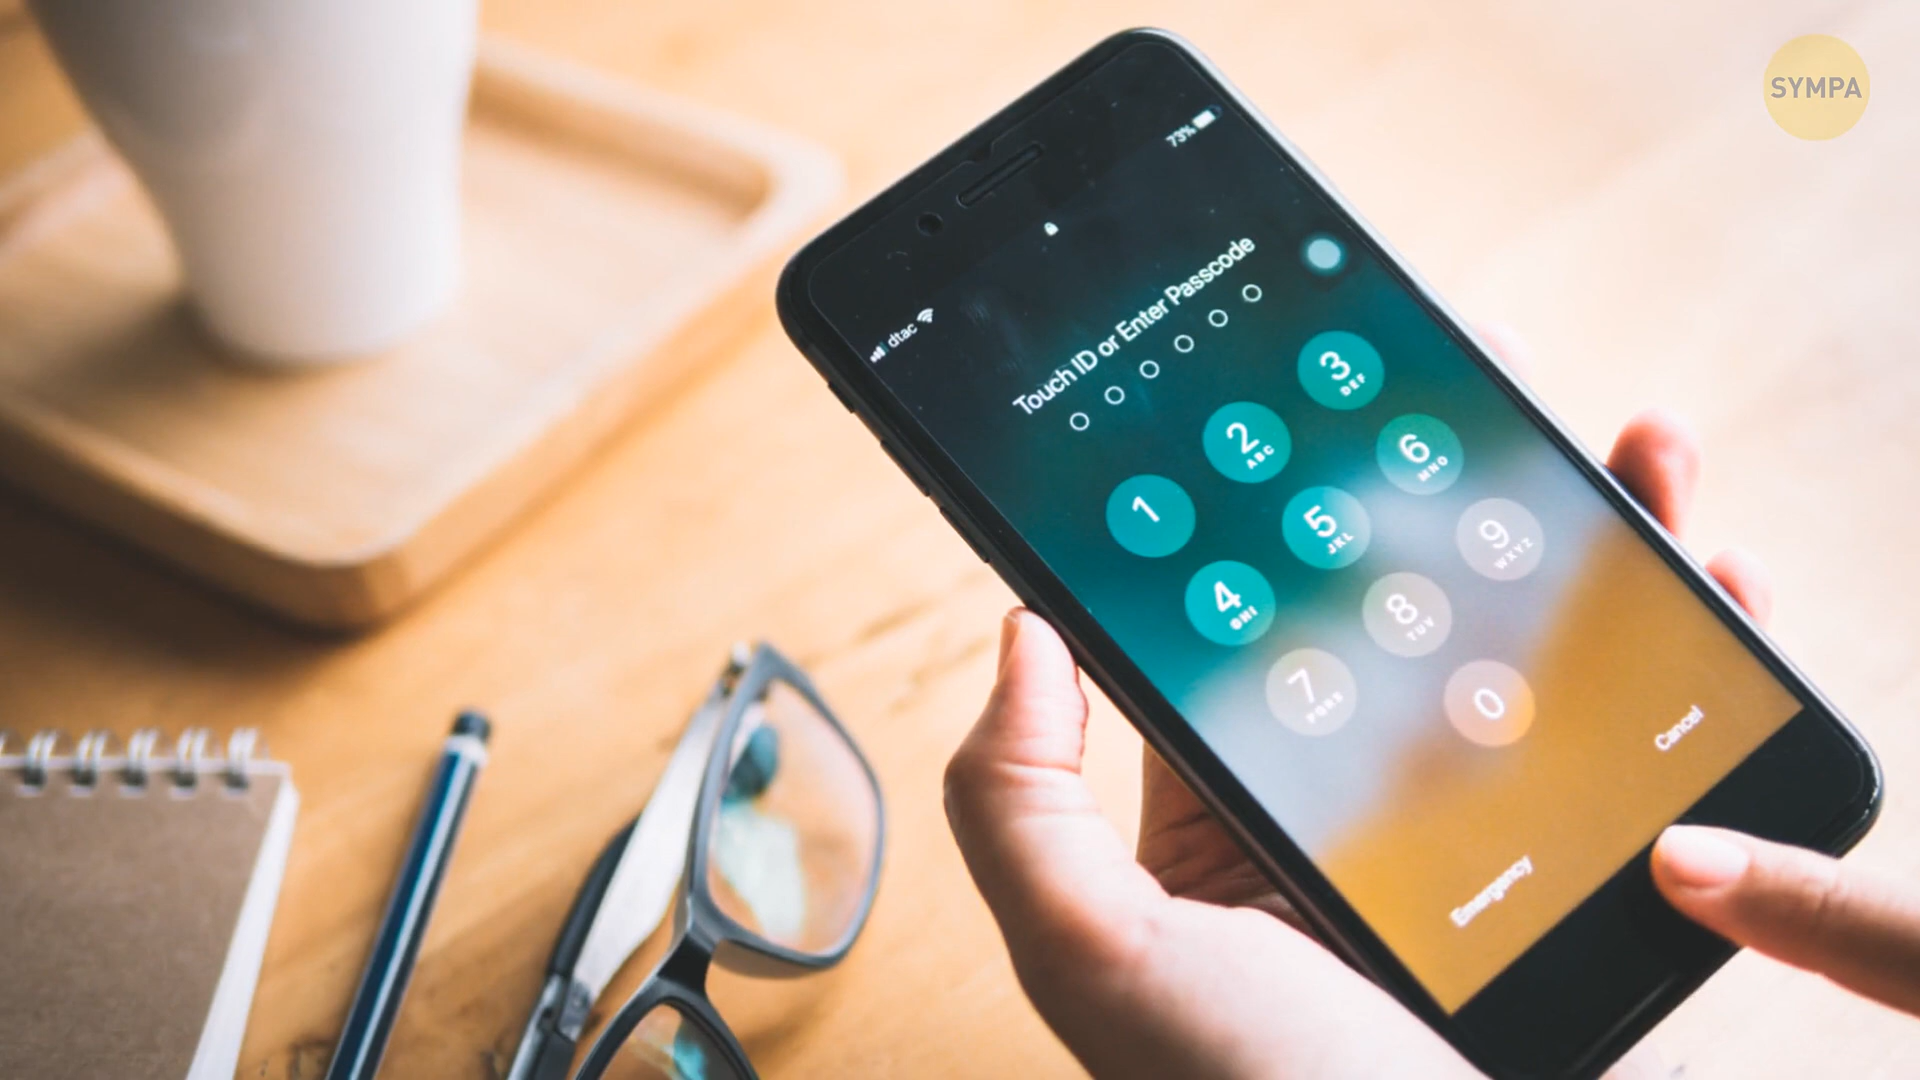 SYMPA
73%
dtac
Touch ID or Enter Passcode
1
2
ABC
3
DEF
4
GHI
5
JKL
6
MNO
7
PQRS
8
TUV
9
WXYZ
0
Emergency
Cancel